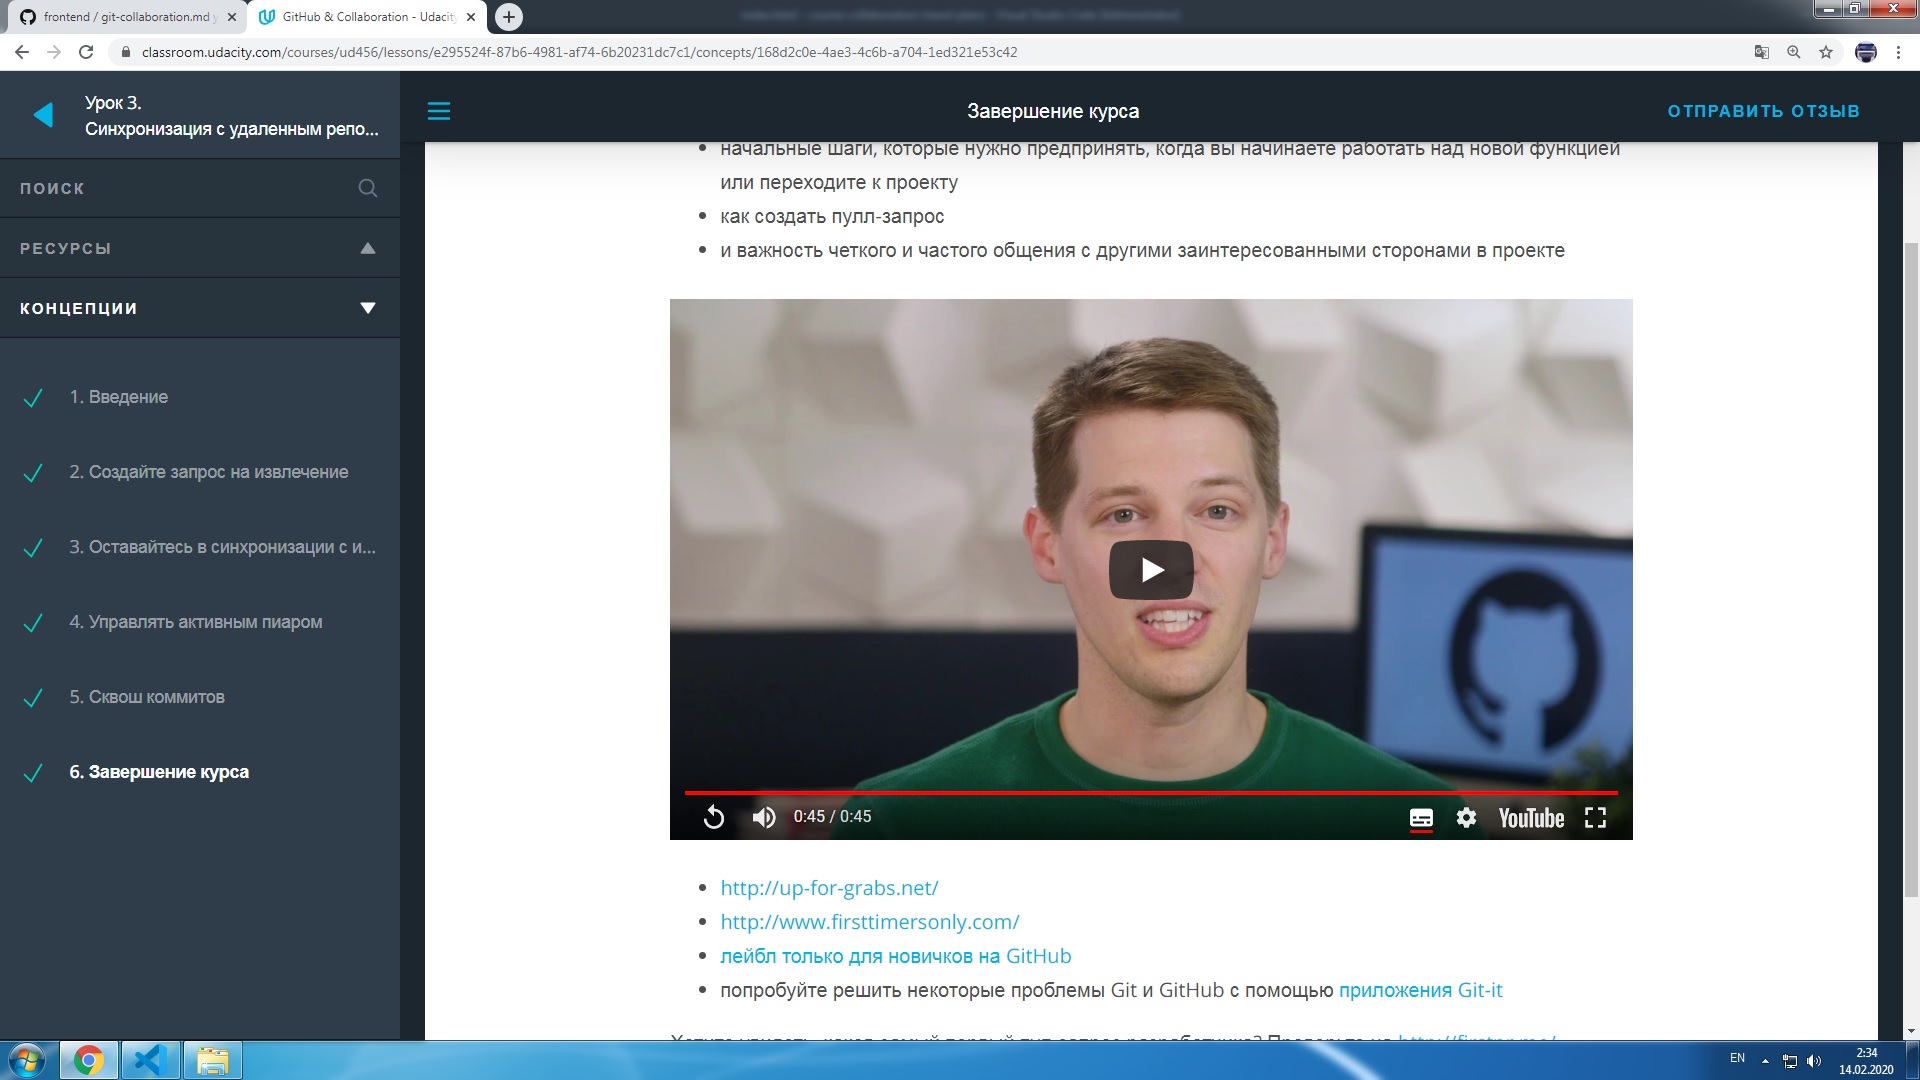 frontend / git-collaboration.md
GitHub & Collaboration - Udacity
classroom.udacity.com/courses/ud456/lessons/e295524f-87b6-4981-af74-6b20231dc7c1/concepts/168d2c0e-4ae3-4c6b-a704-1ed321e53c42
Урок 3.
Синхронизация с удаленным репо...
ПОИСК
РЕСУРСЫ
КОНЦЕПЦИИ
1. Введение
2. Создайте запрос на извлечение
3. Оставайтесь в синхронизации с и...
4. Управлять активным пиаром
5. Сквош коммитов
6. Завершение курса
Завершение курса
ОТПРАВИТЬ ОТЗЫВ
начальные шаги, которые нужно предпринять, когда вы начинаете работать над новой функцией
или переходите к проекту
как создать пулл-запрос
и важность четкого и частого общения с другими заинтересованными сторонами в проекте
0:45 / 0:45
YouTube
http://up-for-grabs.net/
http://www.firsttimersonly.com/
лейбл только для новичков на GitHub
попробуйте решить некоторые проблемы Git и GitHub с помощью приложения Git-it
EN
2:34
14.02.2020